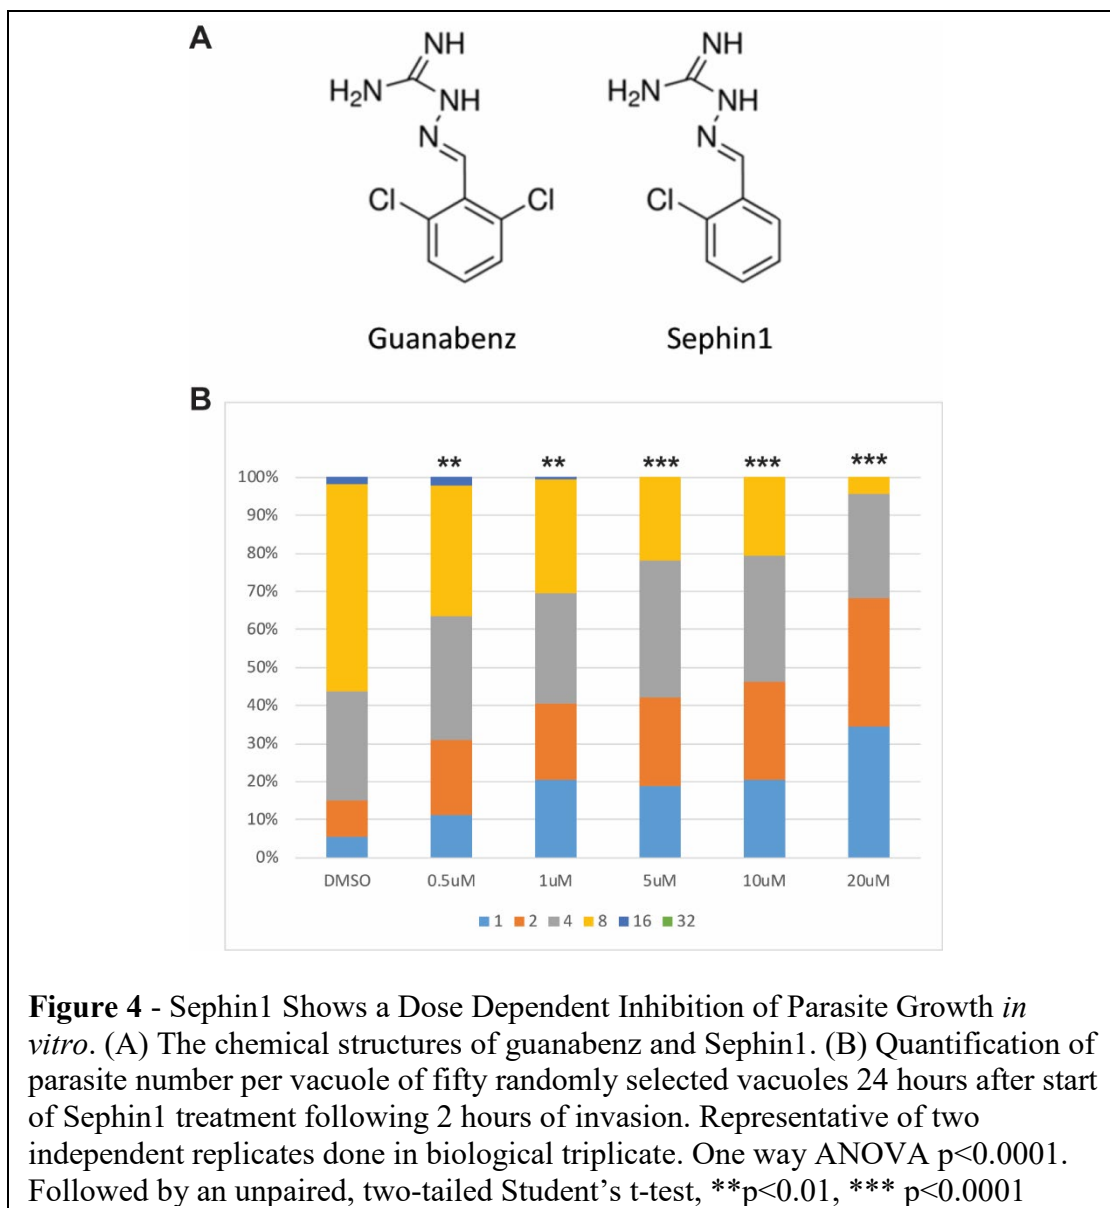 A
NH
H₂N
NH
N
Cl
Cl
Guanabenz
NH
H₂N
NH
N
Cl
Sephin1
B
** ** *** *** ***
100%
90%
80%
70%
60%
50%
40%
30%
20%
10%
0%
DMSO 0.5uM 1uM 5uM 10uM 20uM
1 2 4 8 16 32
Figure 4 - Sephin1 Shows a Dose Dependent Inhibition of Parasite Growth in
vitro. (A) The chemical structures of guanabenz and Sephin1. (B) Quantification of
parasite number per vacuole of fifty randomly selected vacuoles 24 hours after start
of Sephin1 treatment following 2 hours of invasion. Representative of two
independent replicates done in biological triplicate. One way ANOVA p<0.0001.
Followed by an unpaired, two-tailed Student’s t-test, **p<0.01, *** p<0.0001